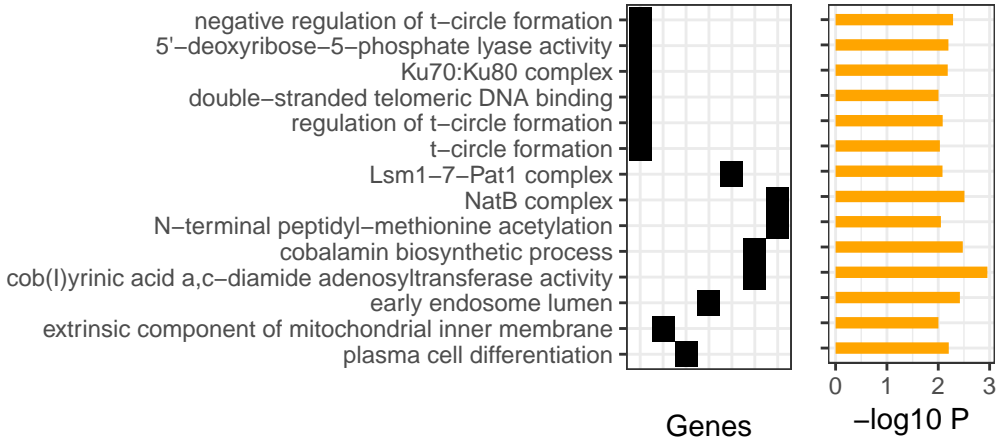 negative regulation of t−circle formation
5'−deoxyribose−5−phosphate lyase activity
Ku70:Ku80 complex
double−stranded telomeric DNA binding
regulation of t−circle formation
t−circle formation
Lsm1−7−Pat1 complex
NatB complex
N−terminal peptidyl−methionine acetylation
cobalamin biosynthetic process
cob(I)yrinic acid a,c−diamide adenosyltransferase activity
early endosome lumen
extrinsic component of mitochondrial inner membrane
plasma cell differentiation
0 1 2 3
Genes
−log10 P